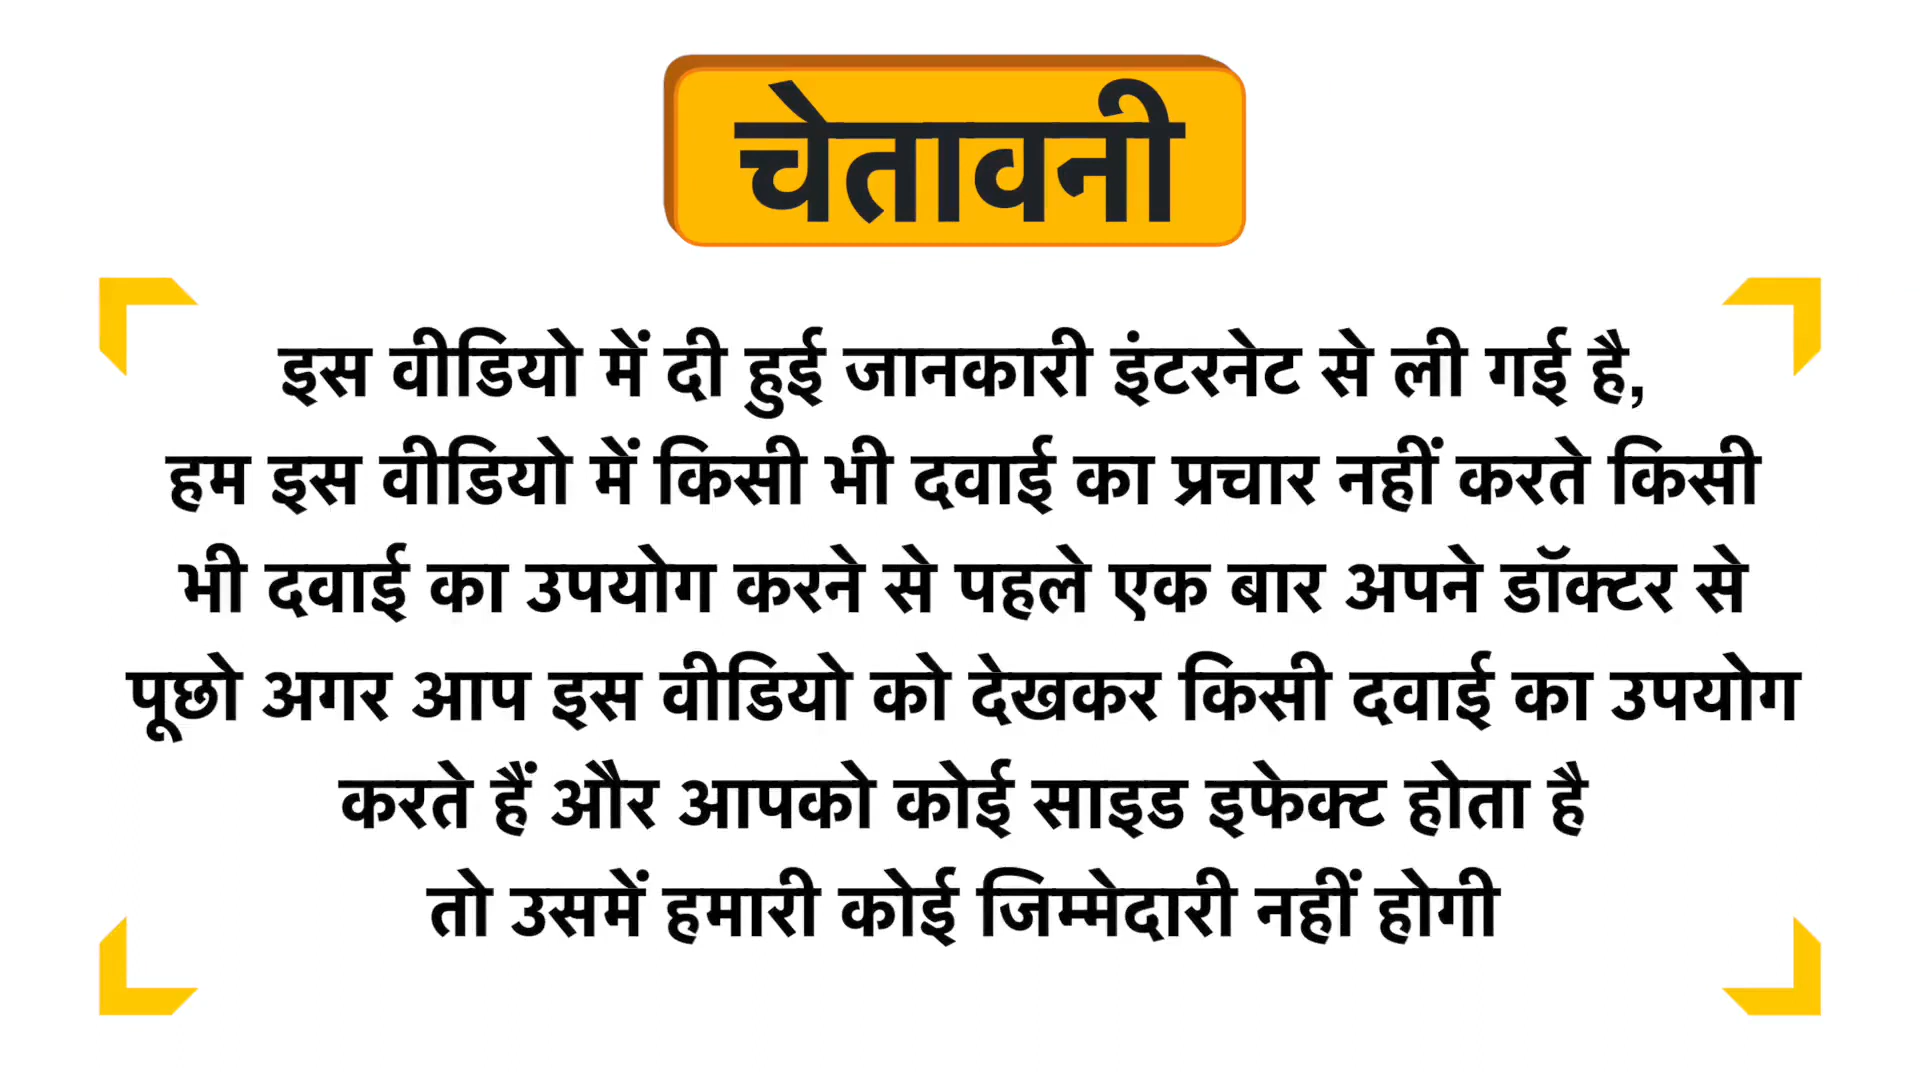 चेतावनी
इस वीडियो में दी हुई जानकारी इंटरनेट से ली गई है,
हम इस वीडियो में किसी भी दवाई का प्रचार नहीं करते किसी
भी दवाई का उपयोग करने से पहले एक बार अपने डॉक्टर से
पूछो अगर आप इस वीडियो को देखकर किसी दवाई का उपयोग
करते हैं और आपको कोई साइड इफेक्ट होता है
तो उसमें हमारी कोई जिम्मेदारी नहीं होगी